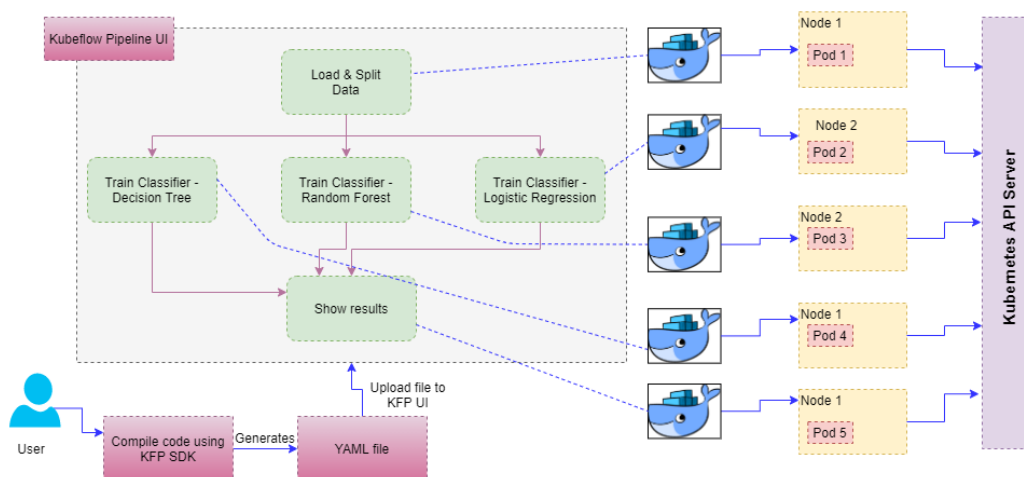 Kubeflow Pipeline UI
Load & Split
Data
Train Classifier -
Decision Tree
Train Classifier -
Random Forest
Train Classifier -
Logistic Regression
Show results
Upload file to
KFP UI
User
Compile code using
KFP SDK
Generates
YAML file
Node 1
Pod 1
Node 2
Pod 2
Node 2
Pod 3
Node 1
Pod 4
Node 1
Pod 5
Kubernetes API Server